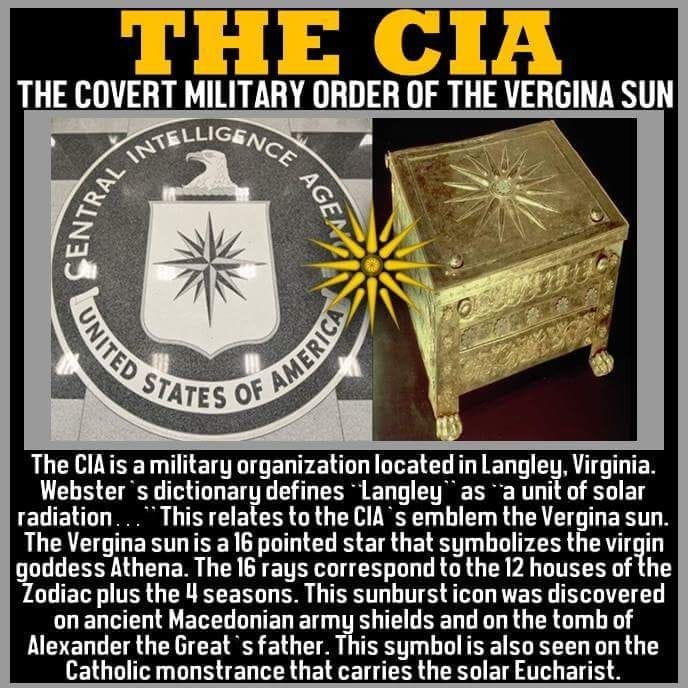 THE CIA
THE COVERT MILITARY ORDER OF THE VERGINA SUN
CENTRAL INTELLIGENCE AGEN
UNITED STATES OF AMERICA
The CIA is a military organization located in Langley, Virginia.
Webster`s dictionary defines ``Langley`` as ``a unit of solar
radiation...`` This relates to the CIA`s emblem the Vergina sun.
The Vergina sun is a 16 pointed star that symbolizes the virgin
goddess Athena. The 16 rays correspond to the 12 houses of the
Zodiac plus the 4 seasons. This sunburst icon was discovered
on ancient Macedonian army shields and on the tomb of
Alexander the Great`s father. This symbol is also seen on the
Catholic monstrance that carries the solar Eucharist.